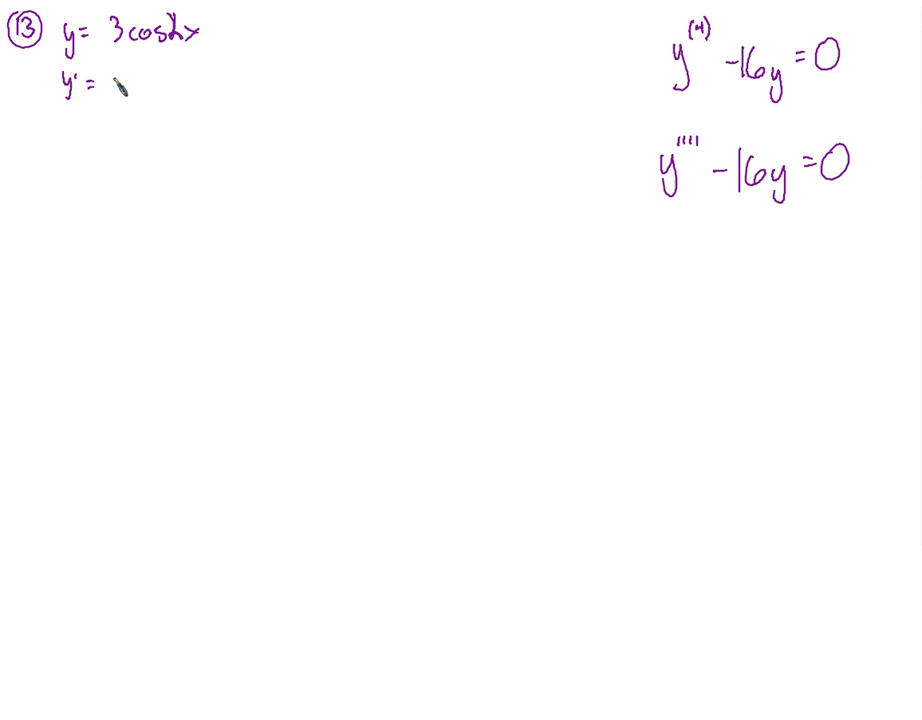 ⑬ y = 3cos2x
y' =
y⁽⁴⁾ - 16y = 0
y'''' - 16y = 0